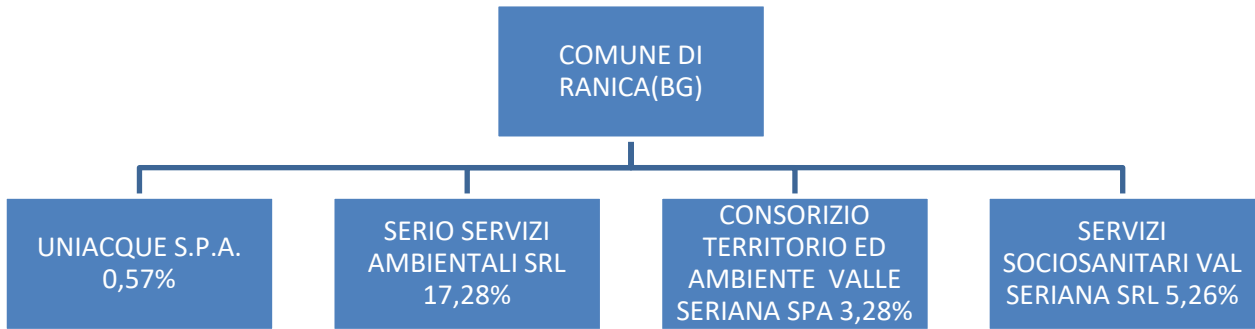 COMUNE DI
RANICA(BG)
UNIACQUE S.P.A.
0,57%
SERIO SERVIZI
AMBIENTALI SRL
17,28%
CONSORIZIO
TERRITORIO ED
AMBIENTE  VALLE
SERIANA SPA 3,28%
SERVIZI
SOCIOSANITARI VAL
SERIANA SRL 5,26%